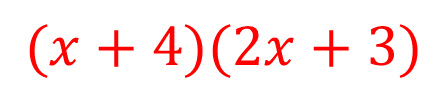 (x + 4)(2x + 3)